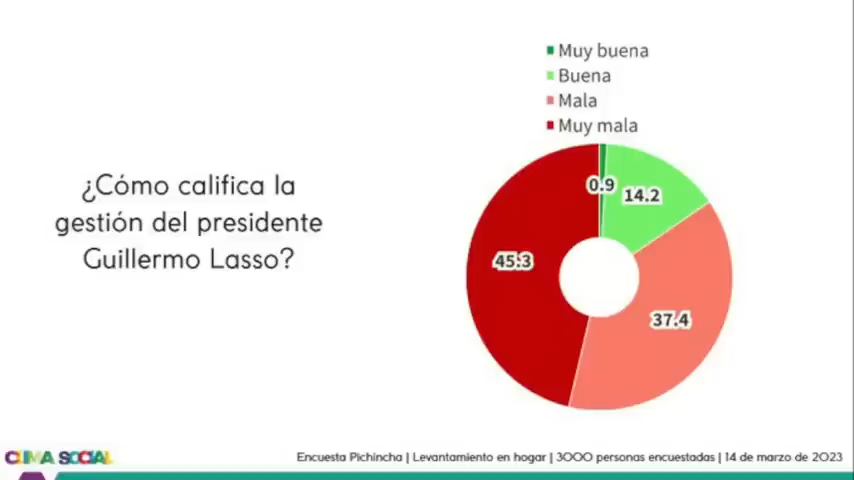 Muy buena
Buena
Mala
Muy mala
¿Cómo califica la
gestión del presidente
Guillermo Lasso?
0.9
14.2
45.3
37.4
CLIMA SOCIAL
Encuesta Pichincha | Levantamiento en hogar | 3000 personas encuestadas | 14 de marzo de 2023